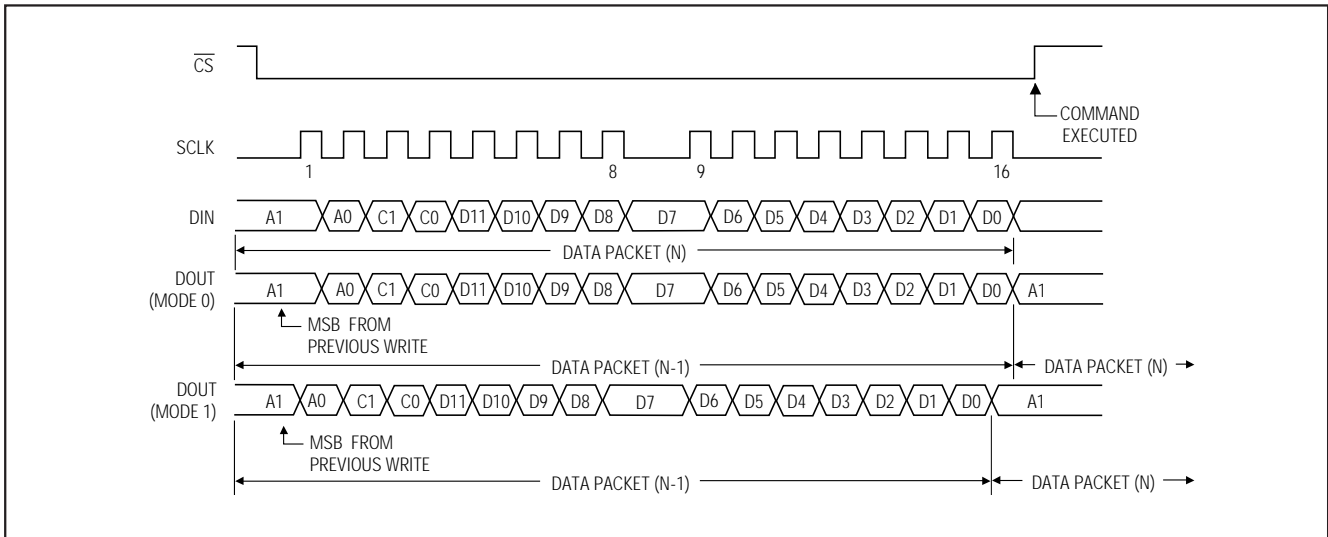 CS
COMMAND
EXECUTED
SCLK
1 8 9 16
DIN A1 A0 C1 C0 D11 D10 D9 D8 D7 D6 D5 D4 D3 D2 D1 D0
DATA PACKET (N)
DOUT
(MODE 0)
A1 A0 C1 C0 D11 D10 D9 D8 D7 D6 D5 D4 D3 D2 D1 D0 A1
MSB FROM
PREVIOUS WRITE
DATA PACKET (N-1) DATA PACKET (N)
DOUT
(MODE 1)
A1 A0 C1 C0 D11 D10 D9 D8 D7 D6 D5 D4 D3 D2 D1 D0 A1
MSB FROM
PREVIOUS WRITE
DATA PACKET (N-1) DATA PACKET (N)